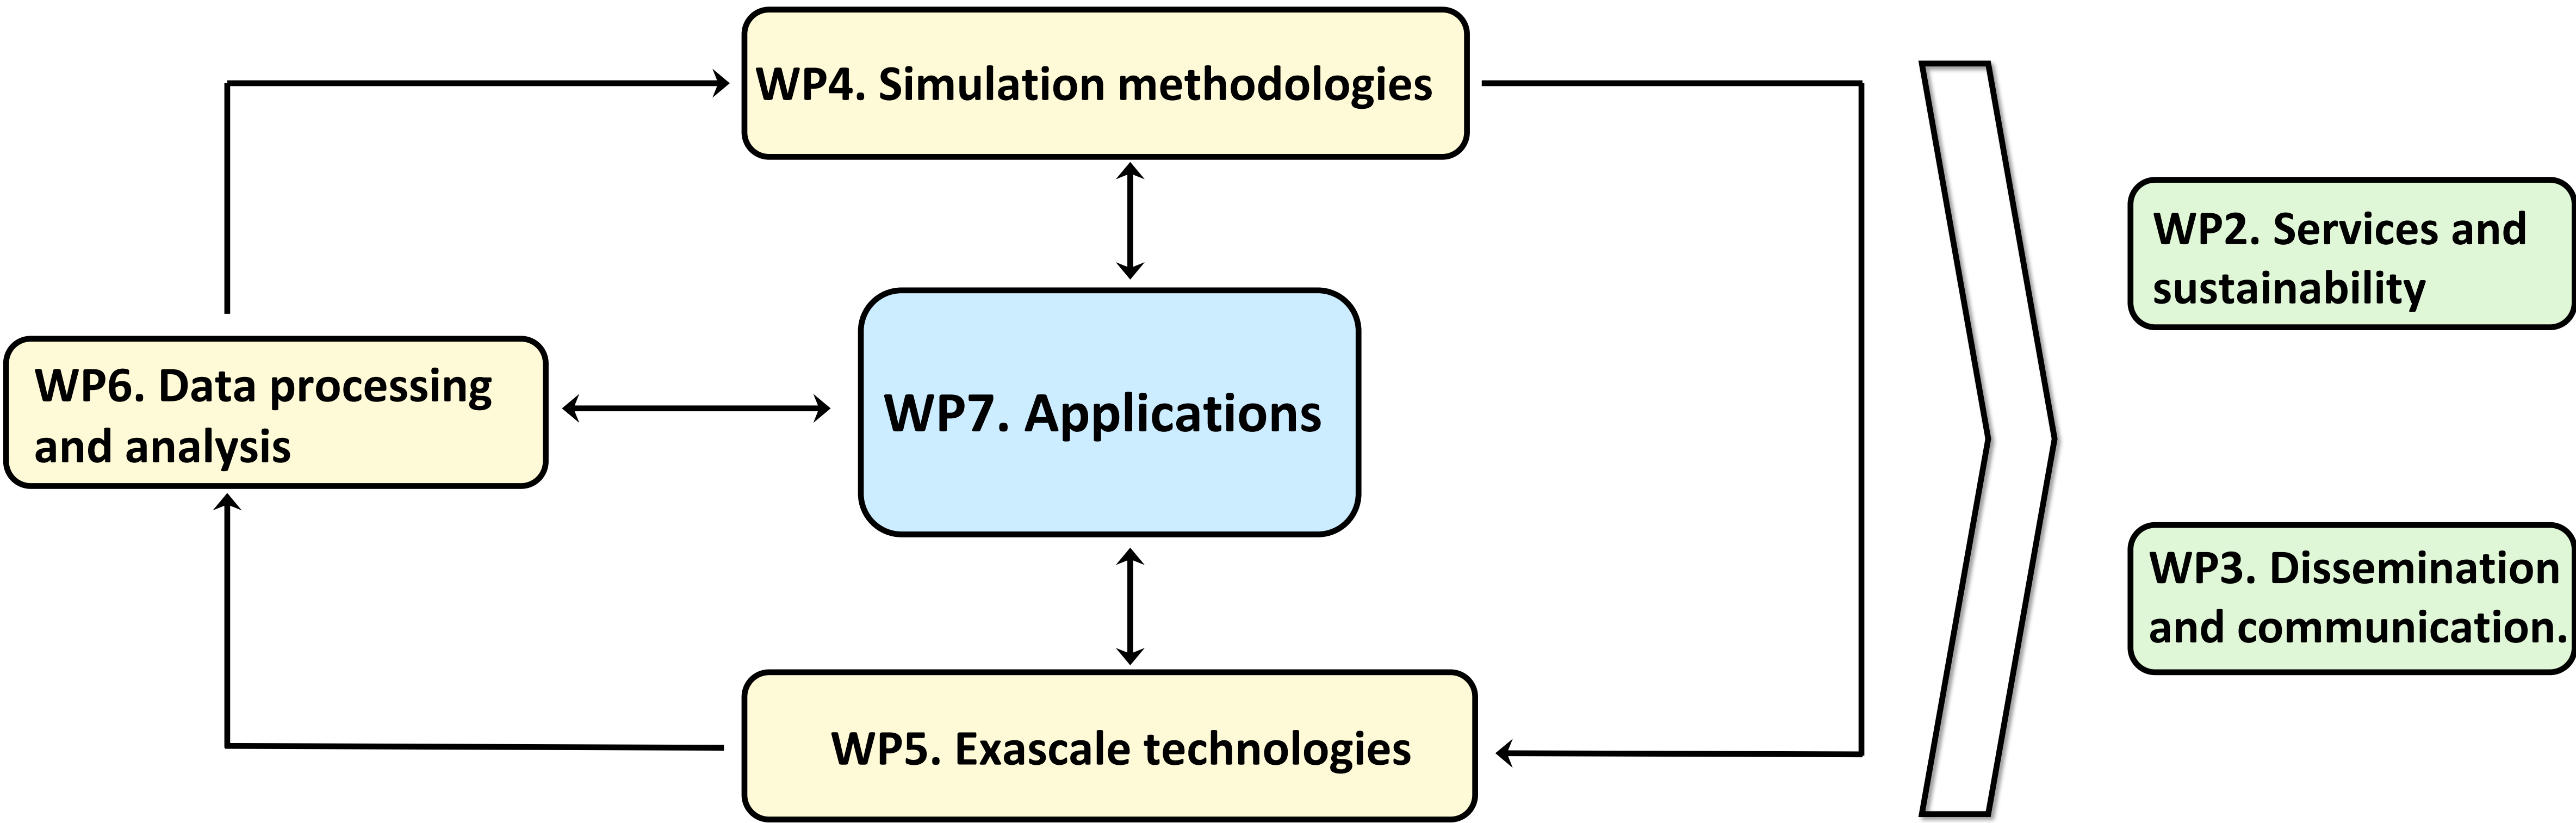 WP4. Simulation methodologies
WP2. Services and
sustainability
WP6. Data processing
and analysis
WP7. Applications
WP3. Dissemination
and communication.
WP5. Exascale technologies